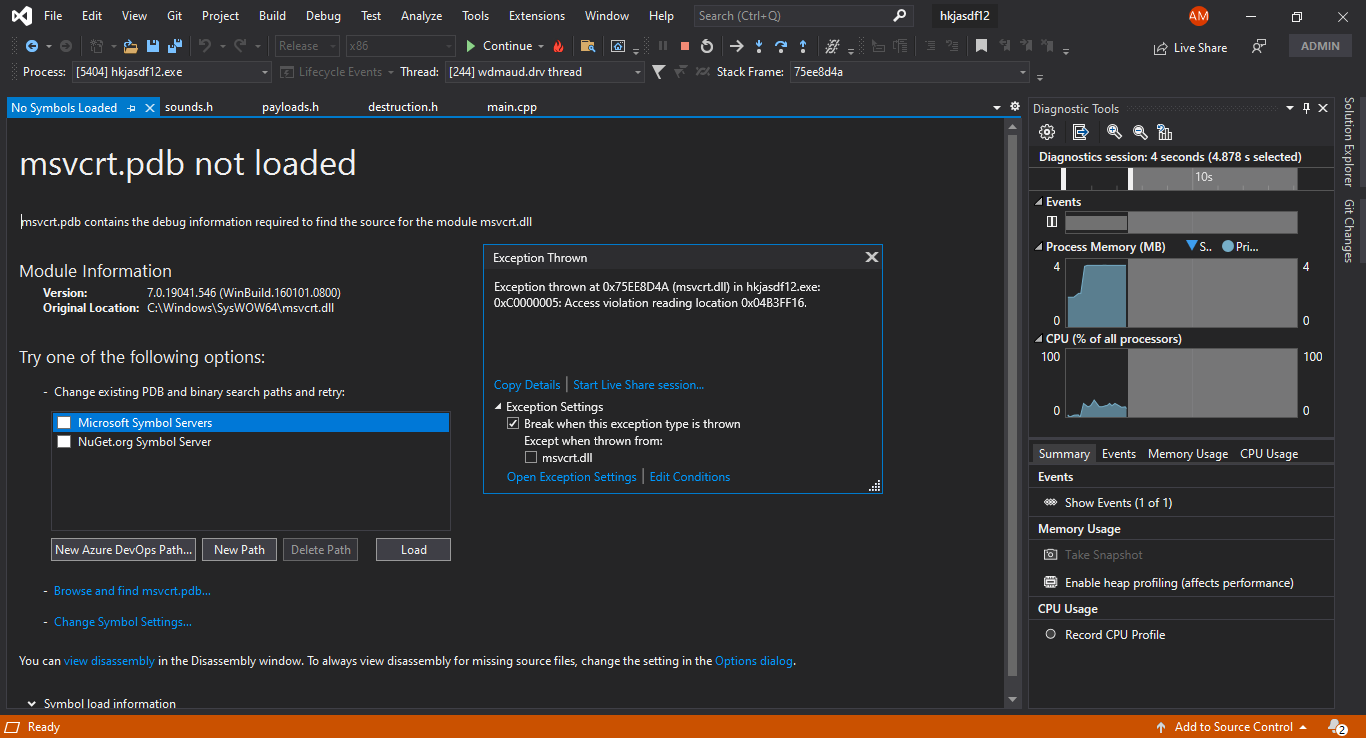 File Edit View Git Project Build Debug Test Analyze Tools Extensions Window Help Search (Ctrl+Q) hkjasdf12 AM
Release x86 Continue Live Share ADMIN
Process: [5404] hkjasdf12.exe Lifecycle Events Thread: [244] wdmaud.drv thread Stack Frame: 75ee8d4a
No Symbols Loaded sounds.h payloads.h destruction.h main.cpp
msvcrt.pdb not loaded
msvcrt.pdb contains the debug information required to find the source for the module msvcrt.dll
Module Information
Version: 7.0.19041.546 (WinBuild.160101.0800)
Original Location: C:\Windows\SysWOW64\msvcrt.dll
Try one of the following options:
- Change existing PDB and binary search paths and retry:
Microsoft Symbol Servers
NuGet.org Symbol Server
New Azure DevOps Path... New Path Delete Path Load
- Browse and find msvcrt.pdb...
- Change Symbol Settings...
You can view disassembly in the Disassembly window. To always view disassembly for missing source files, change the setting in the Options dialog.
Symbol load information
Exception Thrown
Exception thrown at 0x75EE8D4A (msvcrt.dll) in hkjasdf12.exe:
0xC0000005: Access violation reading location 0x04B3FF16.
Copy Details | Start Live Share session...
Exception Settings
Break when this exception type is thrown
Except when thrown from:
msvcrt.dll
Open Exception Settings | Edit Conditions
Diagnostic Tools
Diagnostics session: 4 seconds (4.878 s selected)
10s
Events
Process Memory (MB) S.. Pri...
4 4
0 0
CPU (% of all processors)
100 100
0 0
Summary Events Memory Usage CPU Usage
Events
Show Events (1 of 1)
Memory Usage
Take Snapshot
Enable heap profiling (affects performance)
CPU Usage
Record CPU Profile
Solution Explorer
Git Changes
Ready Add to Source Control 2